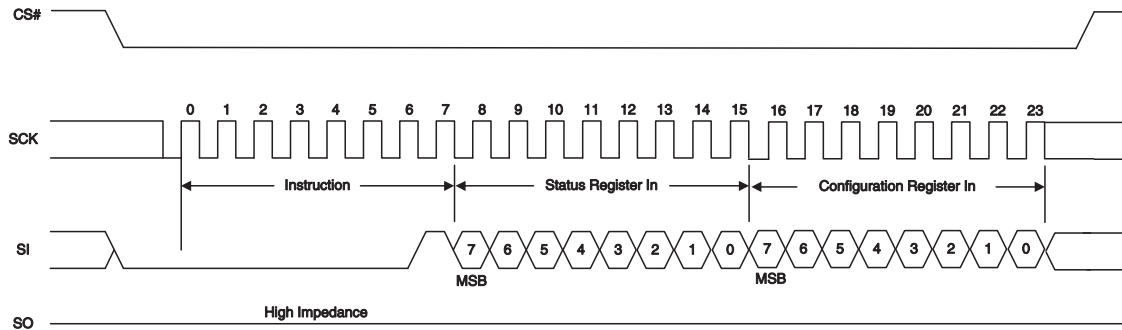 CS#
0 1 2 3 4 5 6 7 8 9 10 11 12 13 14 15 16 17 18 19 20 21 22 23
SCK
Instruction Status Register In Configuration Register In
SI 7 6 5 4 3 2 1 0 7 6 5 4 3 2 1 0
MSB MSB
High Impedance
SO